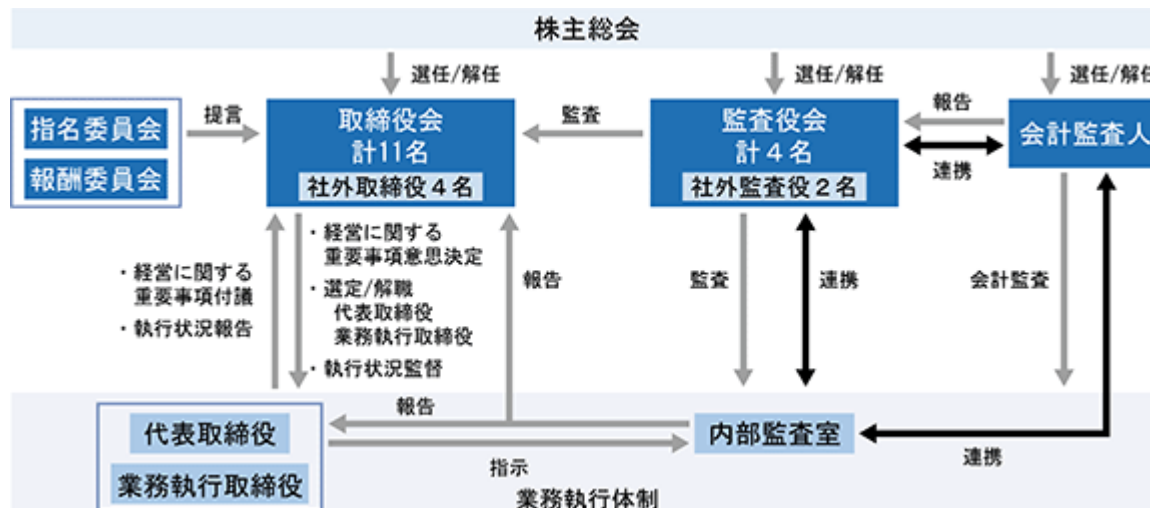 株主総会
選任/解任
選任/解任
選任/解任
指名委員会
報酬委員会
提言
取締役会
計11名
社外取締役４名
監査
監査役会
計４名
社外監査役２名
報告
連携
会計監査人
・経営に関する
重要事項付議
・執行状況報告
・経営に関する
重要事項意思決定
・選定/解職
代表取締役
業務執行取締役
・執行状況監督
報告
監査
連携
会計監査
代表取締役
業務執行取締役
報告
指示
内部監査室
連携
業務執行体制